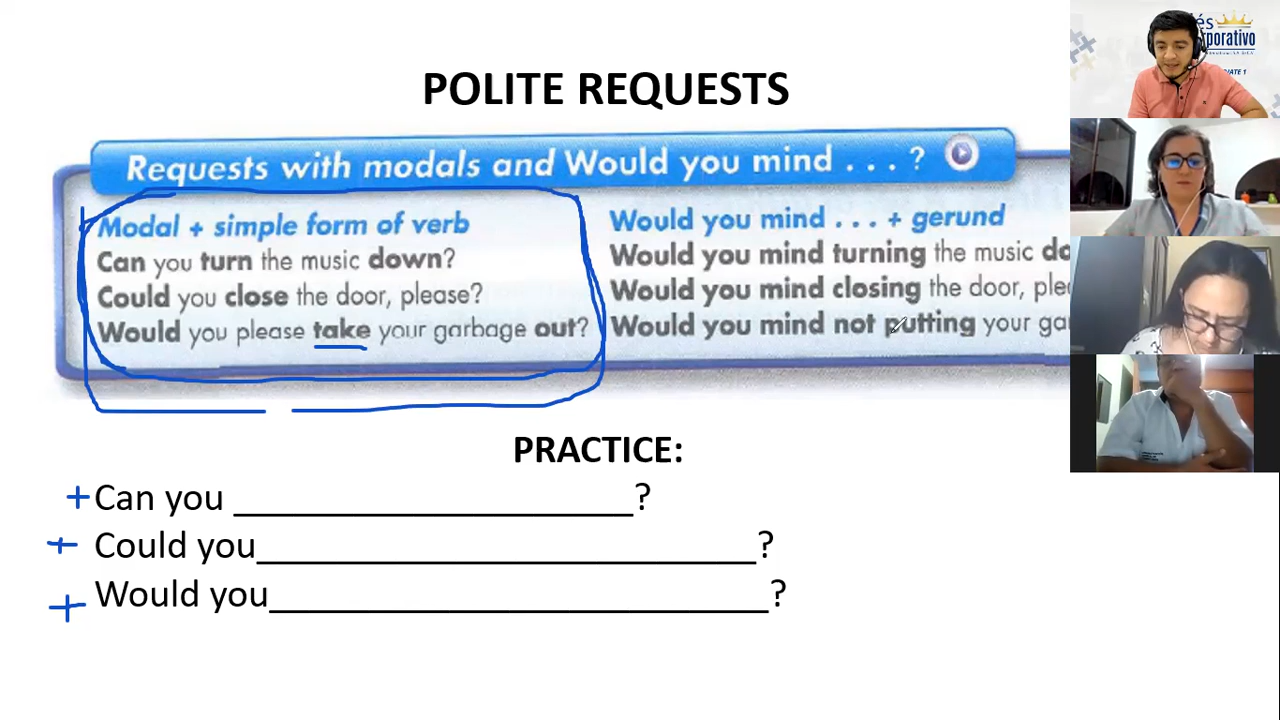 POLITE REQUESTS
Requests with modals and Would you mind . . . ?
Modal + simple form of verb
Can you turn the music down?
Could you close the door, please?
Would you please take your garbage out?
Would you mind . . . + gerund
Would you mind turning the music
Would you mind closing the door,
Would you mind not putting your
PRACTICE:
+Can you ____________________?
+ Could you_________________________?
+ Would you_________________________?